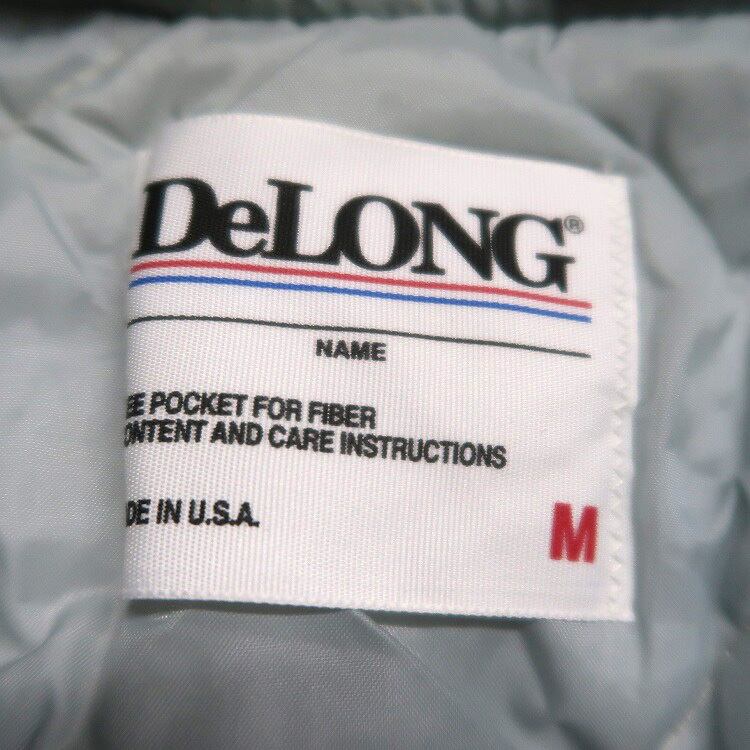 DeLONG®
NAME
EE POCKET FOR FIBER
ONTENT AND CARE INSTRUCTIONS
DE IN U.S.A.
M